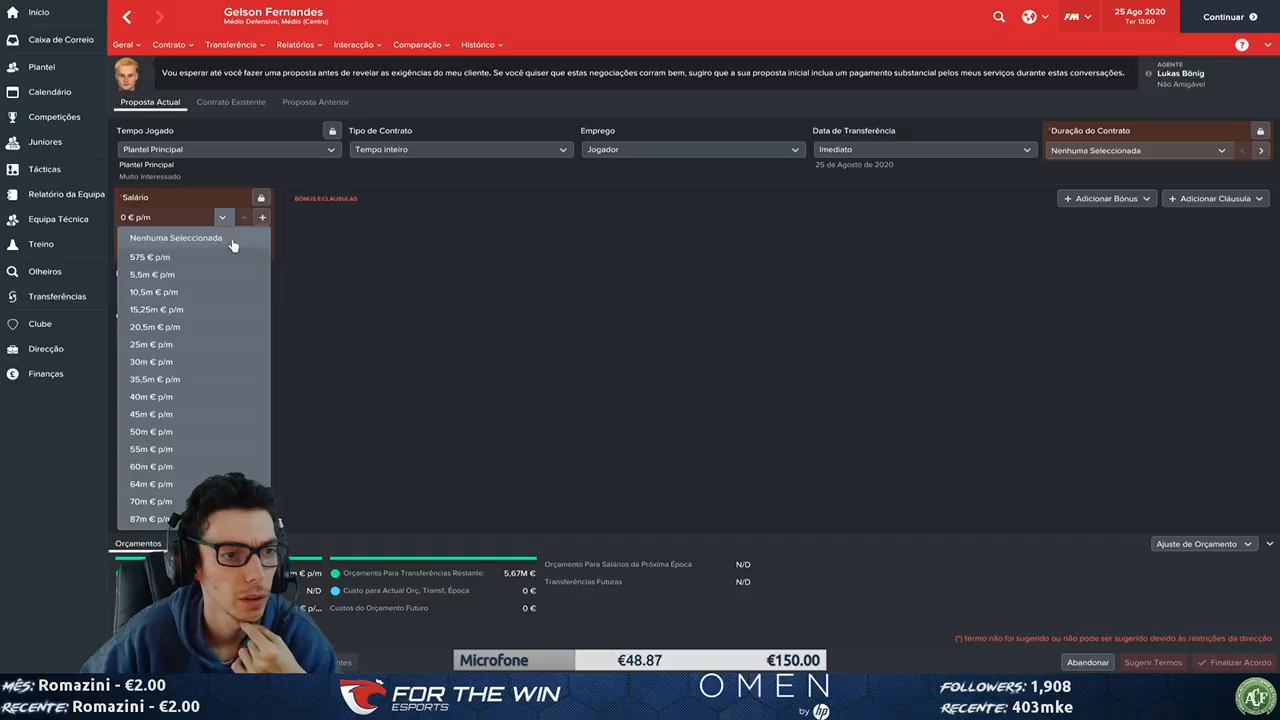 Início
Gelson Fernandes
Médio Defensivo, Médio (Centro)
FM
25 Ago 2020
Ter 13:00
Continuar
Caixa de Correio
Geral
Contrato
Transferência
Relatórios
Interacção
Comparação
Histórico
?
Plantel
Calendário
Competições
Juniores
Tácticas
Relatório da Equipa
Equipa Técnica
Treino
Olheiros
Transferências
Clube
Direcção
Finanças
Vou esperar até você fazer uma proposta antes de revelar as exigências do meu cliente. Se você quiser que estas negociações corram bem, sugiro que a sua proposta inicial inclua um pagamento substancial pelos meus serviços durante estas conversações.
AGENTE
Lukas Bönig
Não Amigável
Proposta Actual
Contrato Existente
Proposta Anterior
Tempo Jogado
Plantel Principal
Plantel Principal
Muito Interessado
Tipo de Contrato
Tempo inteiro
Emprego
Jogador
Data de Transferência
Imediato
25 de Agosto de 2020
*Duração do Contrato
Nenhuma Seleccionada
*Salário
0 € p/m
BÓNUS E CLÁUSULAS
+ Adicionar Bónus
+ Adicionar Cláusula
Nenhuma Seleccionada
575 € p/m
5,5m € p/m
10,5m € p/m
15,25m € p/m
20,5m € p/m
25m € p/m
30m € p/m
35,5m € p/m
40m € p/m
45m € p/m
50m € p/m
55m € p/m
60m € p/m
64m € p/m
70m € p/m
87m € p/m
Orçamentos
Ajuste de Orçamento
m € p/m
N/D
€ p/...
Orçamento Para Transferências Restante:
5,67M €
Custo para Actual Orç, Transf, Época
0 €
Custos do Orçamento Futuro
0 €
Orçamento Para Salários da Próxima Época
N/D
Transferências Futuras
N/D
(*) termo não foi sugerido ou não pode ser sugerido devido às restrições da direcção
ntes
Abandonar
Sugerir Termos
Finalizar Acordo
Microfone
€48.87
€150.00
MÊS: Romazini - €2.00
RECENTE: Romazini - €2.00
FOR THE WIN
ESPORTS
OMEN
by hp
FOLLOWERS: 1,908
RECENTE: 403mke
ACF